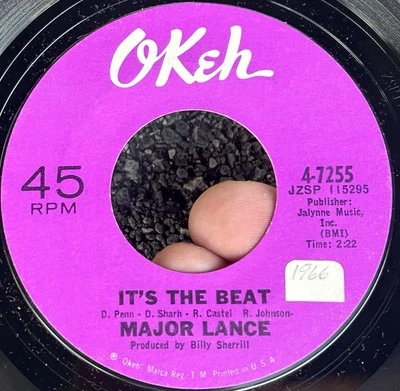 OKeh
45
RPM
4-7255
JZSP 115295
Publisher:
Jalynne Music,
Inc.
(BMI)
Time: 2:22
1966
IT'S THE BEAT
D. Penn - D. Sharh - R. Castel  R. Johnson-
MAJOR LANCE
Produced by Billy Sherrill
® "Okeh" Marca Reg. T.M. Printed in U.S.A.